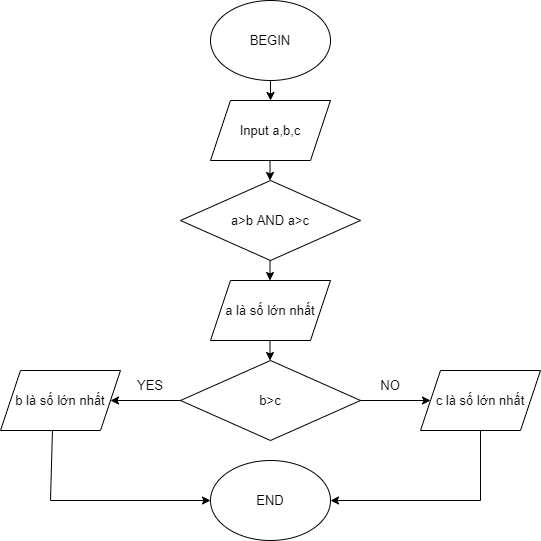 BEGIN
Input a,b,c
a>b AND a>c
a là số lớn nhất
YES
NO
b là số lớn nhất
b>c
c là số lớn nhất
END